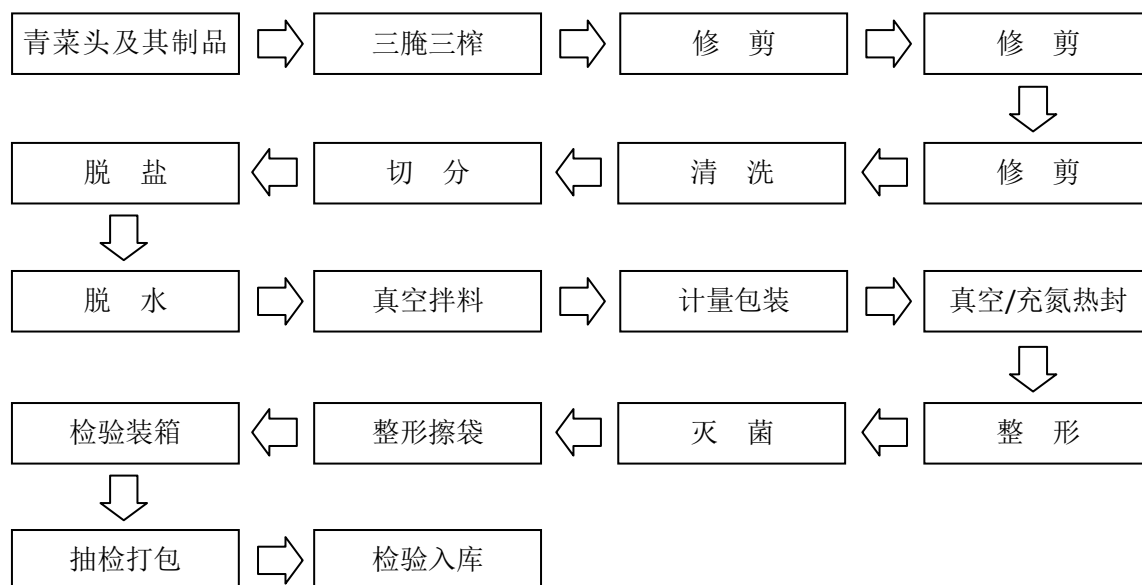 青菜头及其制品
三腌三榨
修 剪
修 剪
修 剪
清 洗
切 分
脱 盐
脱 水
真空拌料
计量包装
真空/充氮热封
整 形
灭 菌
整形擦袋
检验装箱
抽检打包
检验入库